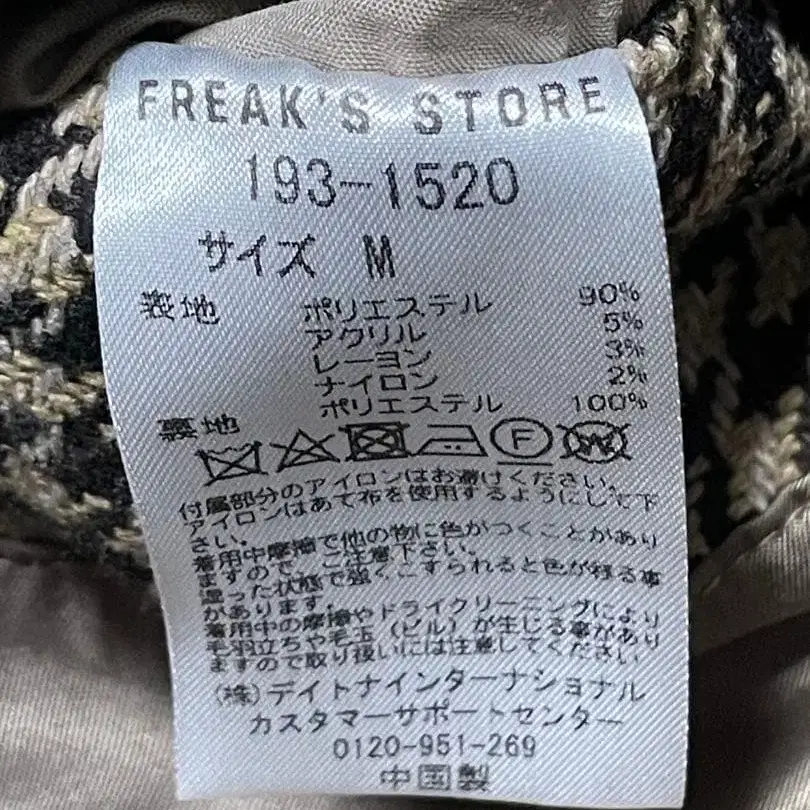 FREAK'S STORE
193-1520
サイズ M
表地 ポリエステル 90%
アクリル 5%
レーヨン 3%
ナイロン 2%
裏地 ポリエステル 100%
F W
付属部分のアイロンはお避けください。
アイロンはあて布を使用するようにして下
さい。
着用中摩擦で他の物に色がつくことがあり
ますので、ご注意下さい。
湿った状態で強くこすられると色が移る事
があります。
着用中の摩擦やドライクリーニングにより
毛羽立ちや毛玉(ピル)が生じる事があり
ますので取り扱いには注意してください。
(株)デイトナインターナショナル
カスタマーサポートセンター
0120-951-269
中国製